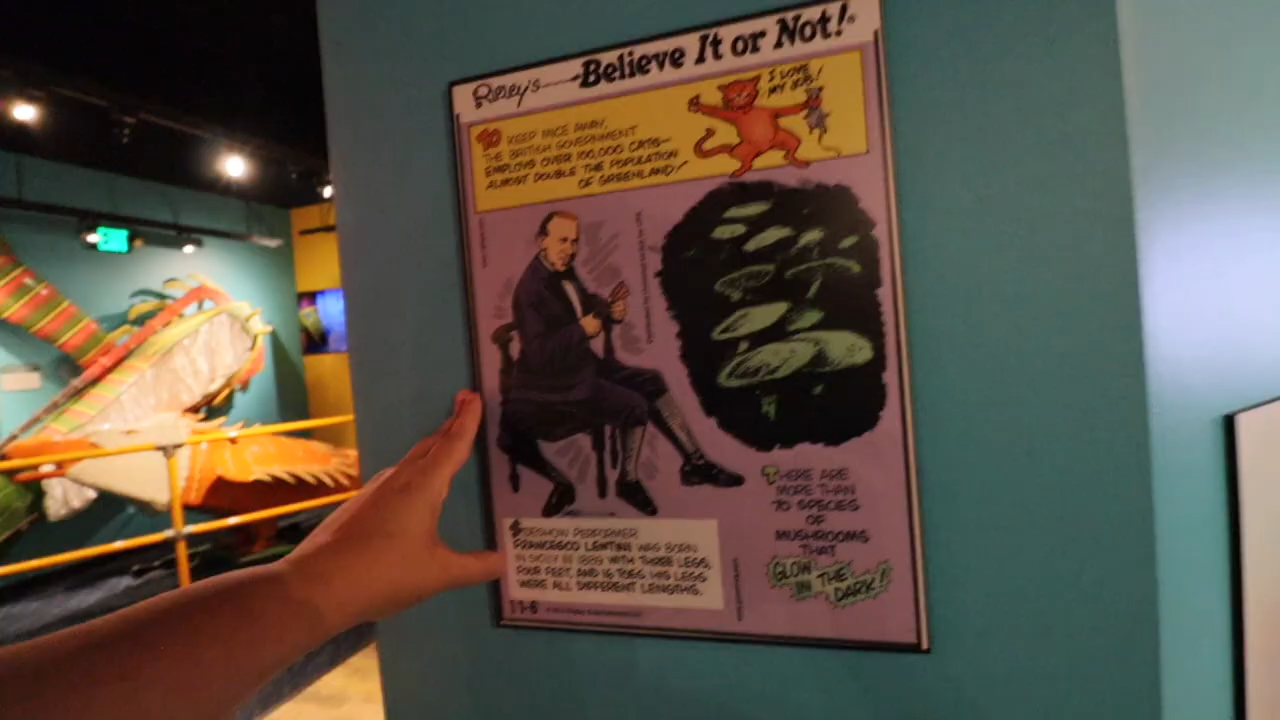 Ripley's Believe It or Not!®
I LOVE
MY JOB!
TO KEEP MICE AWAY,
THE BRITISH GOVERNMENT
EMPLOYS OVER 100,000 CATS—
ALMOST DOUBLE THE POPULATION
OF GREENLAND!
SIDESHOW PERFORMER
FRANCESCO LENTINI WAS BORN
IN SICILY IN 1889 WITH THREE LEGS,
FOUR FEET, AND 16 TOES. HIS LEGS
WERE ALL DIFFERENT LENGTHS.
11-6
THERE ARE
MORE THAN
70 SPECIES
OF
MUSHROOMS
THAT
GLOW
IN THE
DARK!